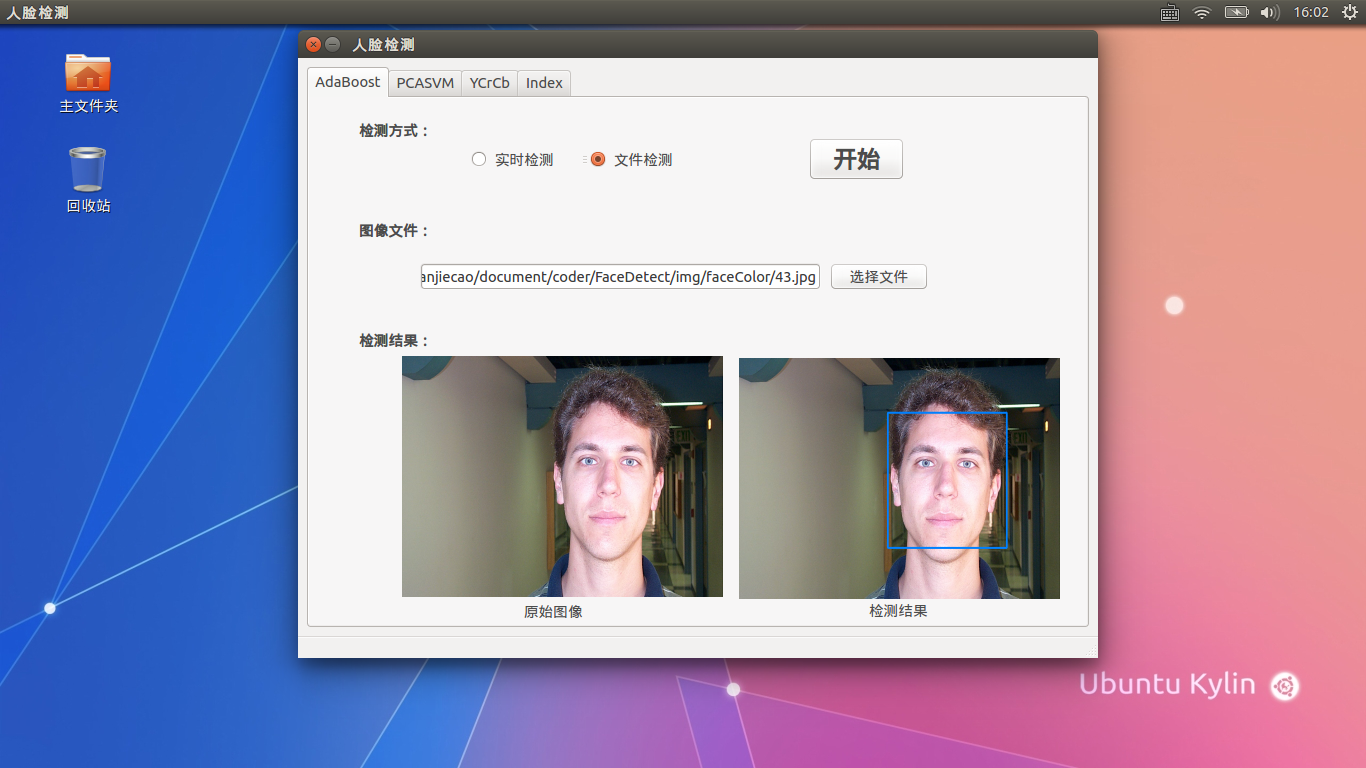 人脸检测
16:02
主文件夹
回收站
人脸检测
AdaBoost PCASVM YCrCb Index
检测方式：
实时检测 文件检测 开始
图像文件：
anjiecao/document/coder/FaceDetect/img/faceColor/43.jpg 选择文件
检测结果：
EXIT
原始图像 检测结果
Ubuntu Kylin